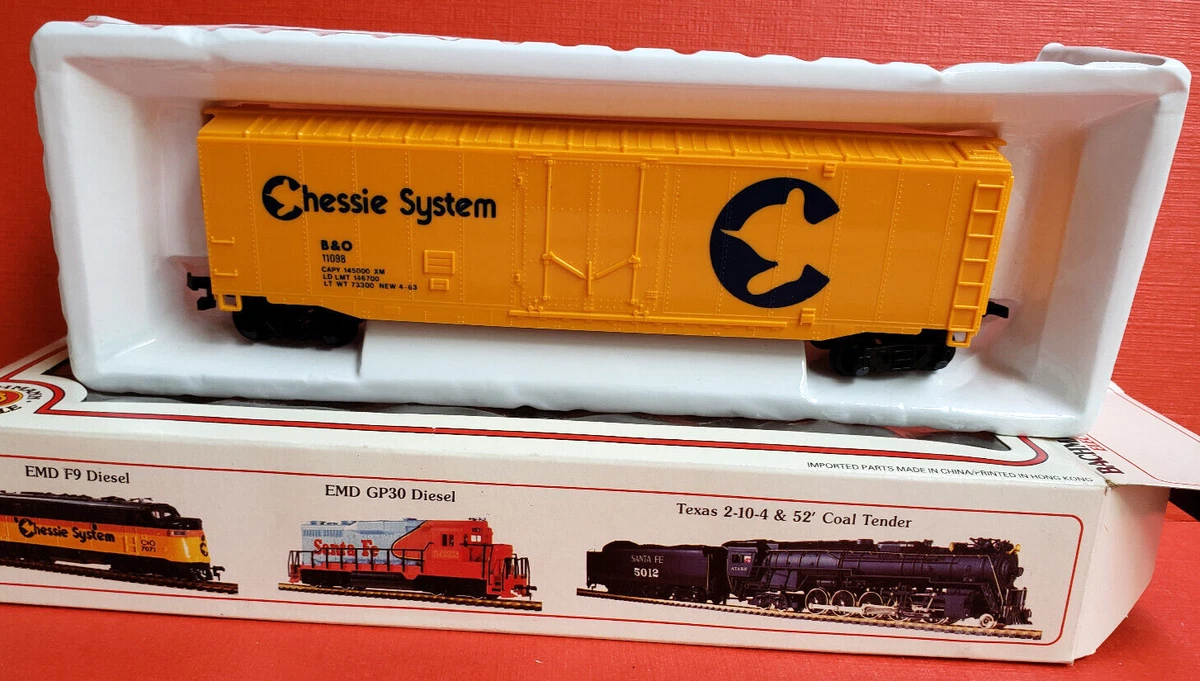 Chessie System
B&O
11098
CAPY 145000 XM
LD LMT 146700
LT WT 73300 NEW 4-63
IMPORTED PARTS MADE IN CHINA/PRINTED IN HONG KONG
EMD F9 Diesel
EMD GP30 Diesel
Texas 2-10-4 & 52' Coal Tender
Chessie System
C&O
7071
Santa Fe
SANTA FE
5012